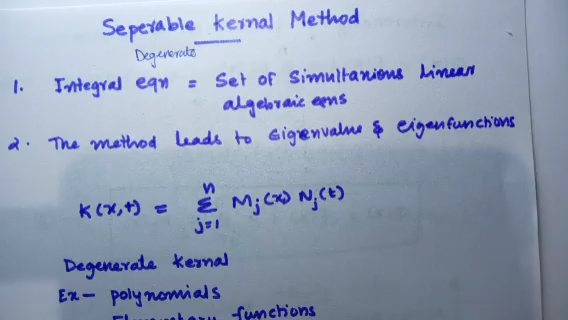 Seperable Kernal Method
Degenerate
1. Integral eqn = Set of Simultanious Linear
algebraic eqns
2. The method leads to Eigenvalue & eigenfunctions
K(x,t) = n Σ j=1 Mj(x) Nj(t)
Degenerate Kernal
Ex- polynomials
Elementary functions